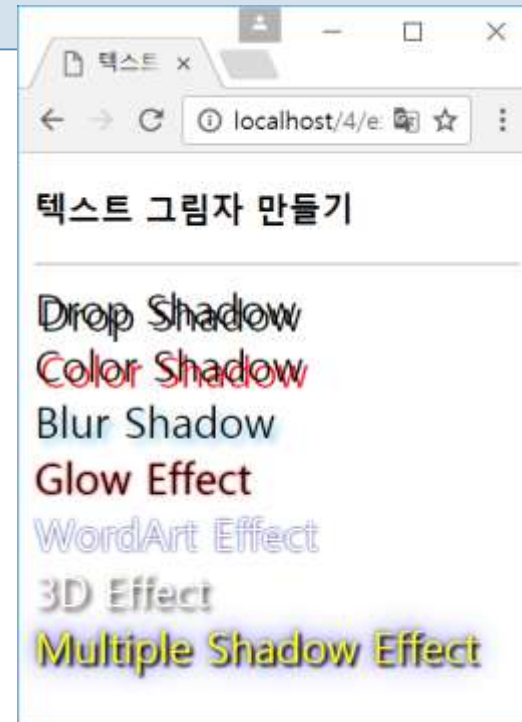 텍스트
localhost/4/e
텍스트 그림자 만들기
Drop Shadow
Color Shadow
Blur Shadow
Glow Effect
WordArt Effect
3D Effect
Multiple Shadow Effect